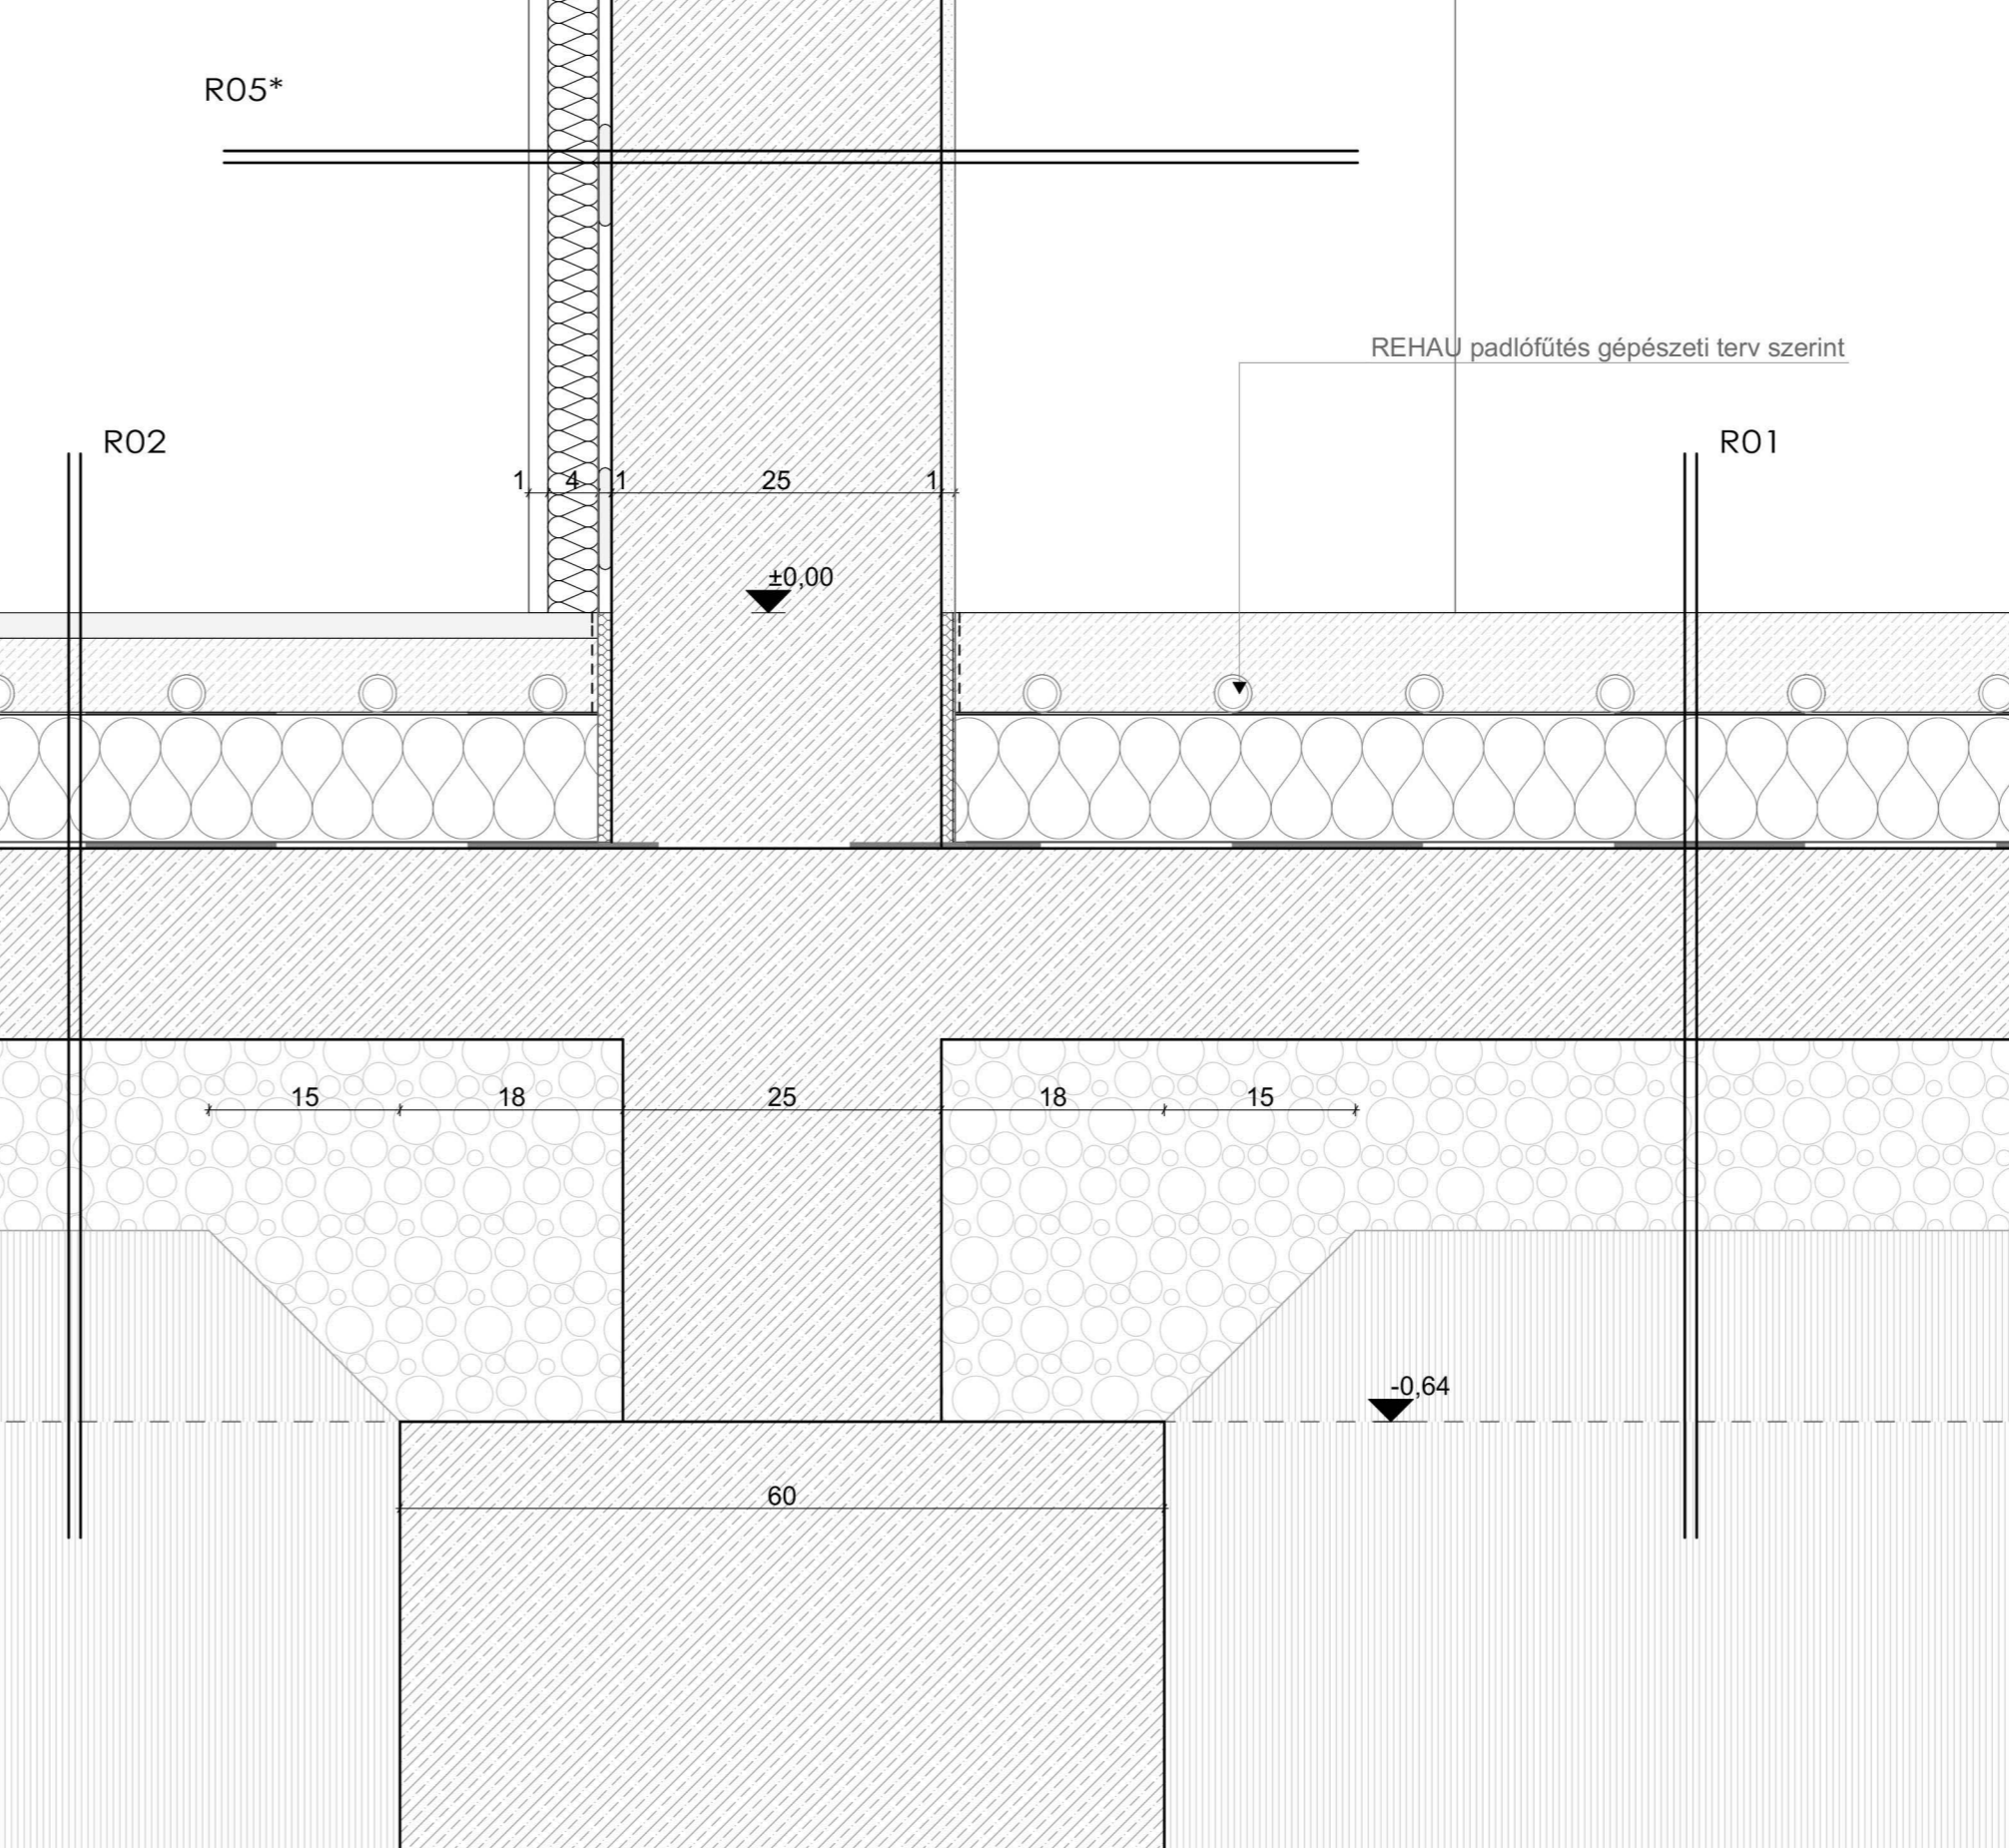 R05*
REHAU padlófűtés gépészeti terv szerint
R02
R01
1 4 1 25 1
±0,00
15 18 25 18 15
-0,64
60